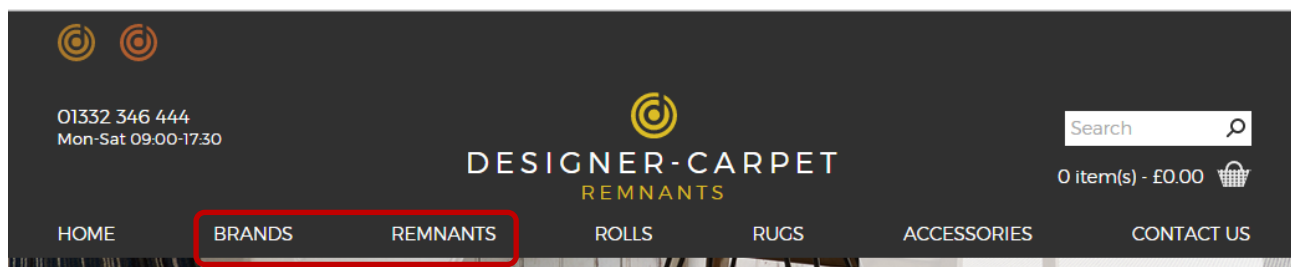 01332 346 444
Mon-Sat 09:00-17:30
DESIGNER-CARPET
REMNANTS
Search
0 item(s) - £0.00
HOME BRANDS REMNANTS ROLLS RUGS ACCESSORIES CONTACT US